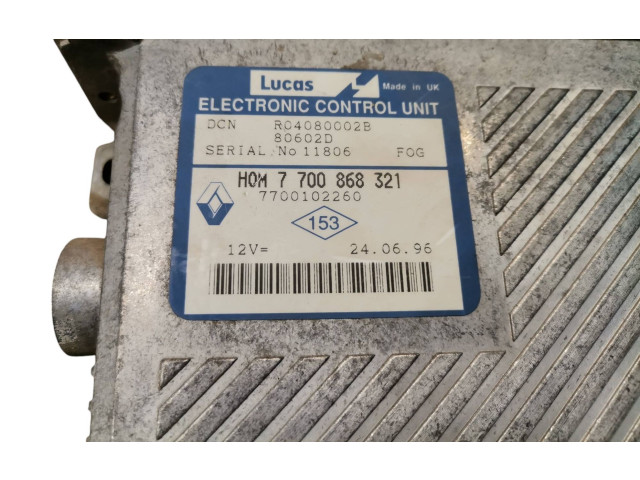 Lucas Made in UK
ELECTRONIC CONTROL UNIT
DCN R04080002B
80602D
SERIAL No 11806 FOG
HOM 7 700 868 321
7700102260
153
12V= 24.06.96